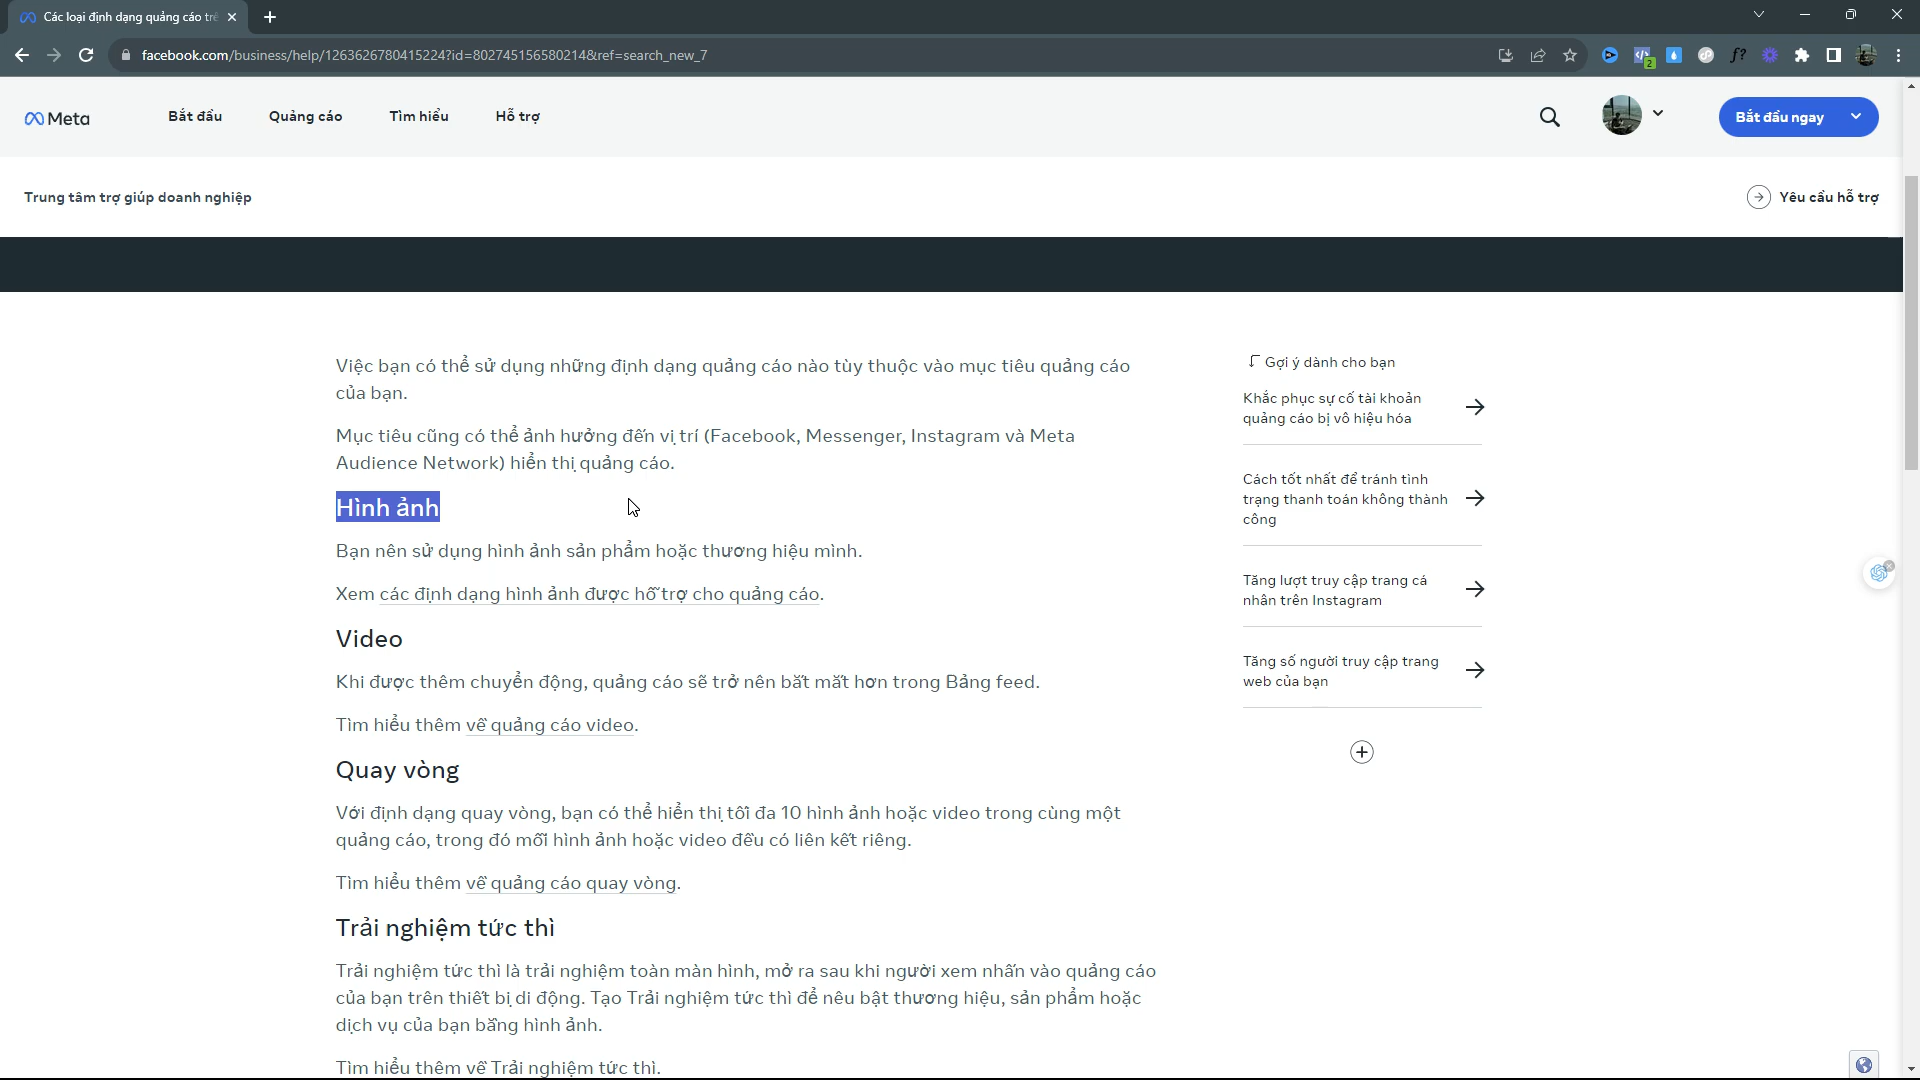 Các loại định dạng quảng cáo trê
facebook.com/business/help/1263626780415224?id=802745156580214&ref=search_new_7
2
f?
Meta
Bắt đầu
Quảng cáo
Tìm hiểu
Hỗ trợ
Bắt đầu ngay
Trung tâm trợ giúp doanh nghiệp
Yêu cầu hỗ trợ
Việc bạn có thể sử dụng những định dạng quảng cáo nào tùy thuộc vào mục tiêu quảng cáo
của bạn.
Mục tiêu cũng có thể ảnh hưởng đến vị trí (Facebook, Messenger, Instagram và Meta
Audience Network) hiển thị quảng cáo.
Hình ảnh
Bạn nên sử dụng hình ảnh sản phẩm hoặc thương hiệu mình.
Xem các định dạng hình ảnh được hỗ trợ cho quảng cáo.
Video
Khi được thêm chuyển động, quảng cáo sẽ trở nên bắt mắt hơn trong Bảng feed.
Tìm hiểu thêm về quảng cáo video.
Quay vòng
Với định dạng quay vòng, bạn có thể hiển thị tối đa 10 hình ảnh hoặc video trong cùng một
quảng cáo, trong đó mỗi hình ảnh hoặc video đều có liên kết riêng.
Tìm hiểu thêm về quảng cáo quay vòng.
Trải nghiệm tức thì
Trải nghiệm tức thì là trải nghiệm toàn màn hình, mở ra sau khi người xem nhấn vào quảng cáo
của bạn trên thiết bị di động. Tạo Trải nghiệm tức thì để nêu bật thương hiệu, sản phẩm hoặc
dịch vụ của bạn bằng hình ảnh.
Tìm hiểu thêm về Trải nghiệm tức thì.
Gợi ý dành cho bạn
Khắc phục sự cố tài khoản
quảng cáo bị vô hiệu hóa
Cách tốt nhất để tránh tình
trạng thanh toán không thành
công
Tăng lượt truy cập trang cá
nhân trên Instagram
Tăng số người truy cập trang
web của bạn